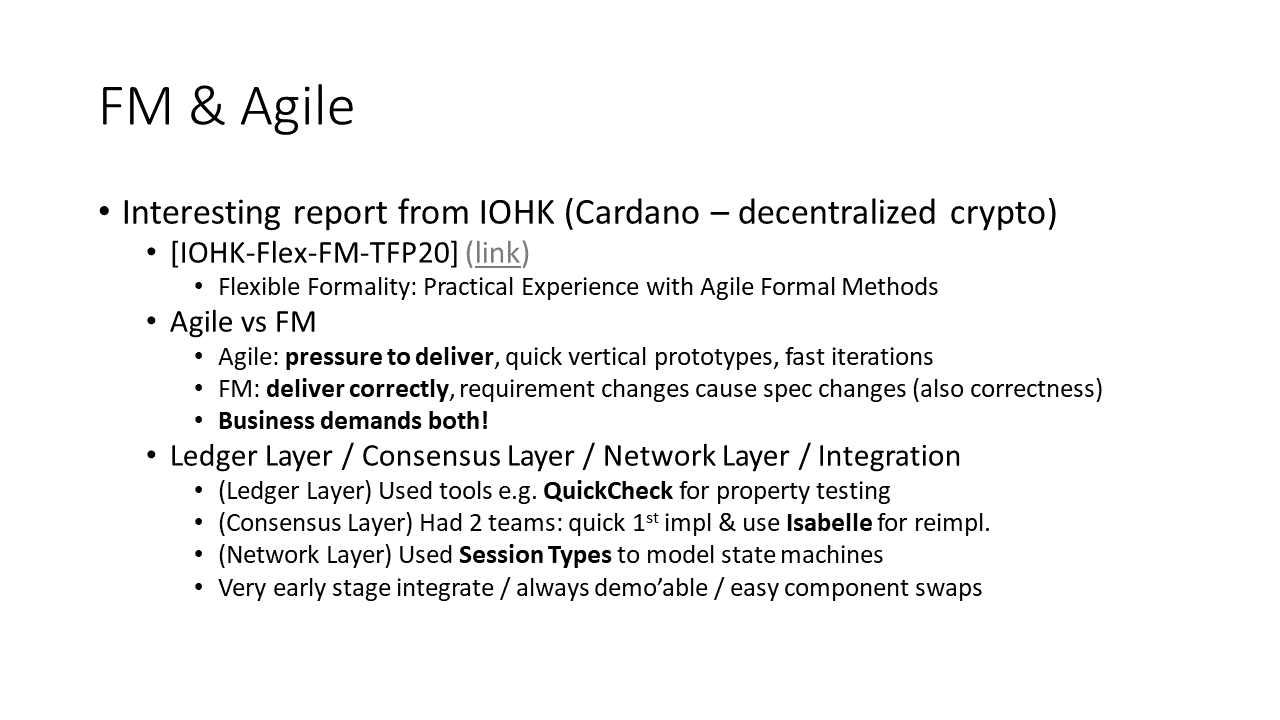 FM & Agile
• Interesting report from IOHK (Cardano – decentralized crypto)
• [IOHK-Flex-FM-TFP20] (link)
• Flexible Formality: Practical Experience with Agile Formal Methods
• Agile vs FM
• Agile: pressure to deliver, quick vertical prototypes, fast iterations
• FM: deliver correctly, requirement changes cause spec changes (also correctness)
• Business demands both!
• Ledger Layer / Consensus Layer / Network Layer / Integration
• (Ledger Layer) Used tools e.g. QuickCheck for property testing
• (Consensus Layer) Had 2 teams: quick 1st impl & use Isabelle for reimpl.
• (Network Layer) Used Session Types to model state machines
• Very early stage integrate / always demo’able / easy component swaps